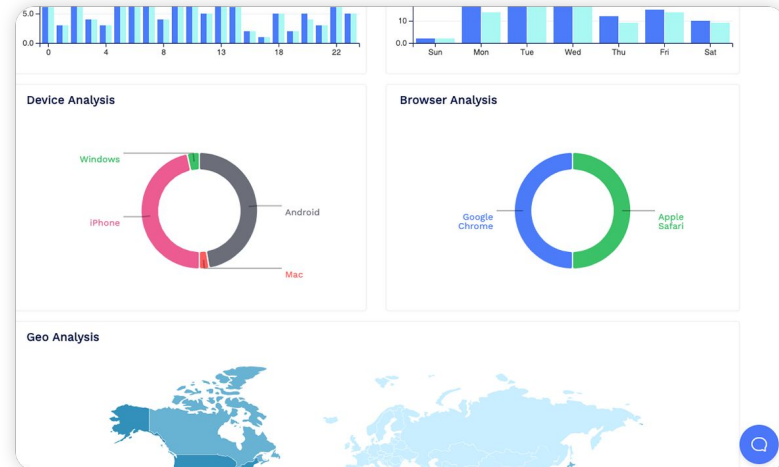 5.0
0.0
0 4 8 13 18 22
10
0.0
Sun Mon Tue Wed Thu Fri Sat
Device Analysis
Windows
iPhone
Android
Mac
Browser Analysis
Google
Chrome
Apple
Safari
Geo Analysis